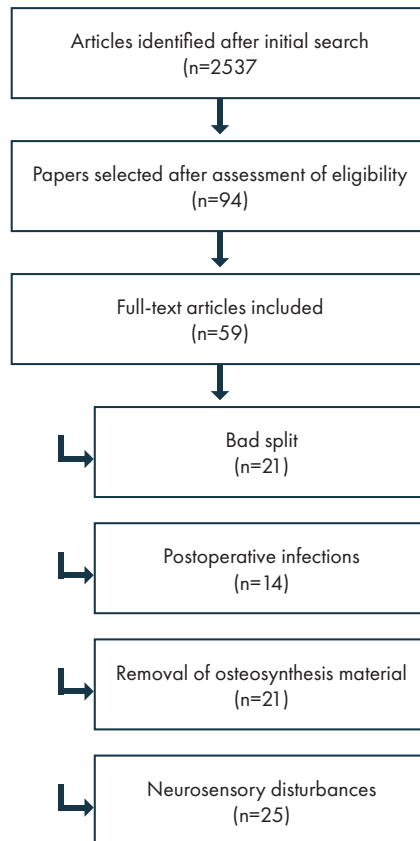 Articles identified after initial search
(n=2537
Papers selected after assessment of eligibility
(n=94)
Full-text articles included
(n=59)
Bad split
(n=21)
Postoperative infections
(n=14)
Removal of osteosynthesis material
(n=21)
Neurosensory disturbances
(n=25)